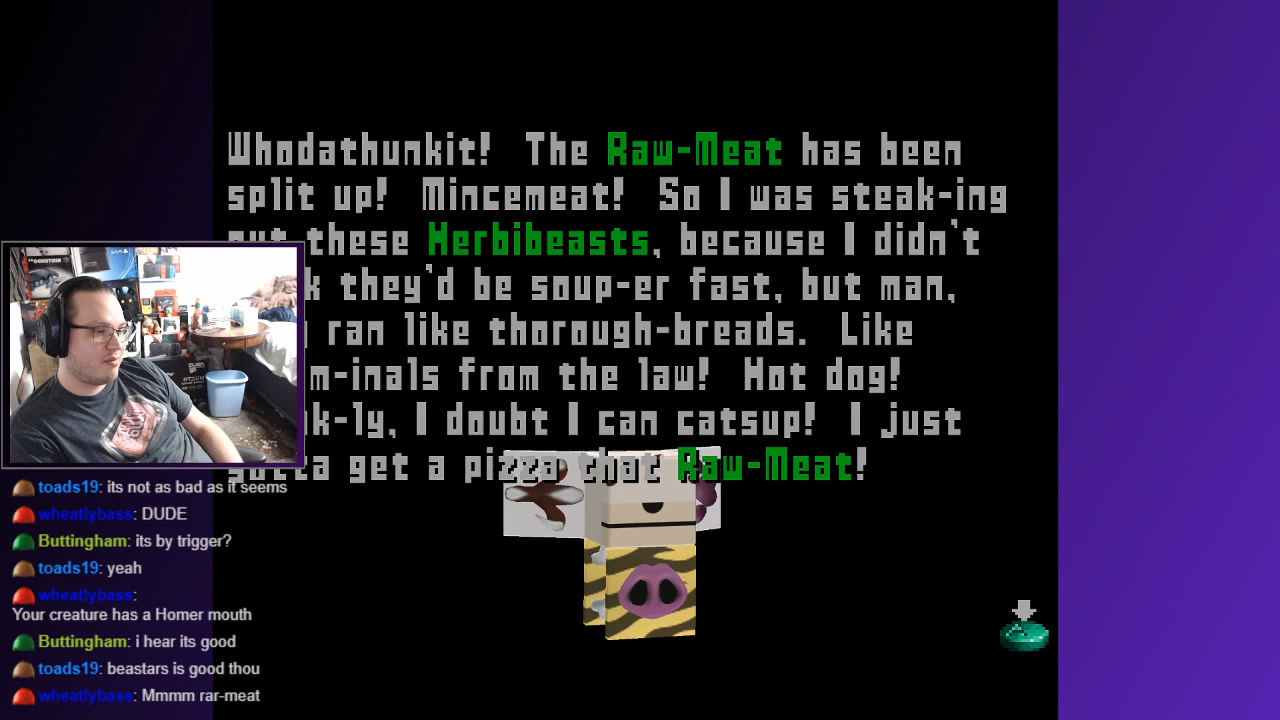 Whodathunkit! The Raw-Meat has been
split up! Mincemeat! So I was steak-ing
these Herbibeasts, because I didn't
they'd be soup-er fast, but man,
ran like thorough-breads. Like
m-inals from the law! Hot dog!
k-ly, I doubt I can catsup! I just
get a pizza that Raw-Meat!
toads19: its not as bad as it seems
wheatlybass: DUDE
Buttingham: its by trigger?
toads19: yeah
wheatlybass:
Your creature has a Homer mouth
Buttingham: i hear its good
toads19: beastars is good thou
wheatlybass: Mmmm rar-meat